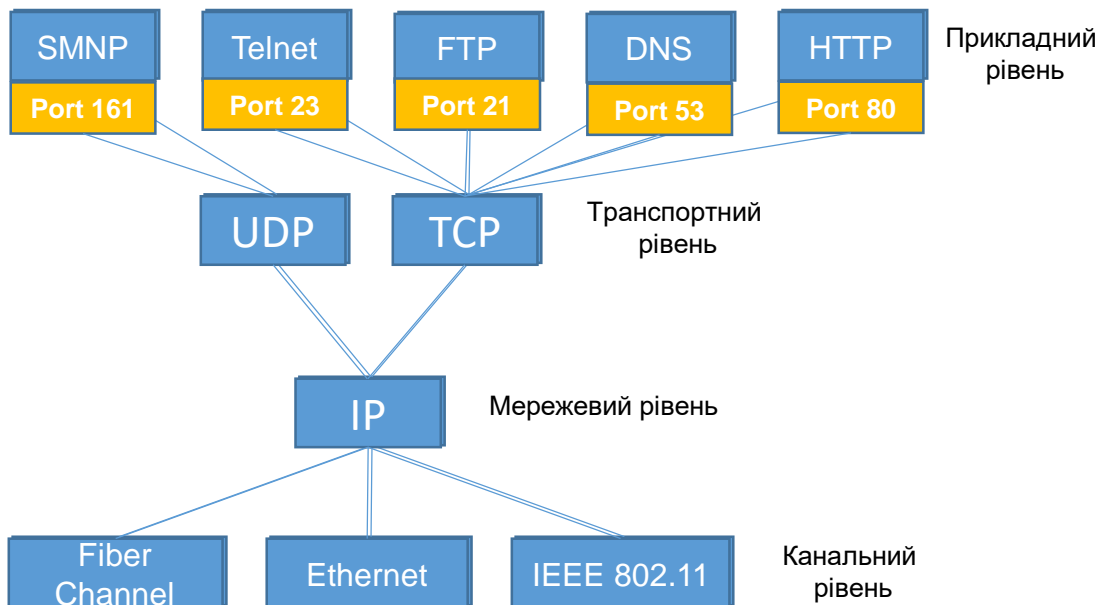 SMNP
Telnet
FTP
DNS
HTTP
Прикладний
рівень
Port 161
Port 23
Port 21
Port 53
Port 80
UDP
TCP
Транспортний
рівень
IP
Мережевий рівень
Fiber
Channel
Ethernet
IEEE 802.11
Канальний
рівень